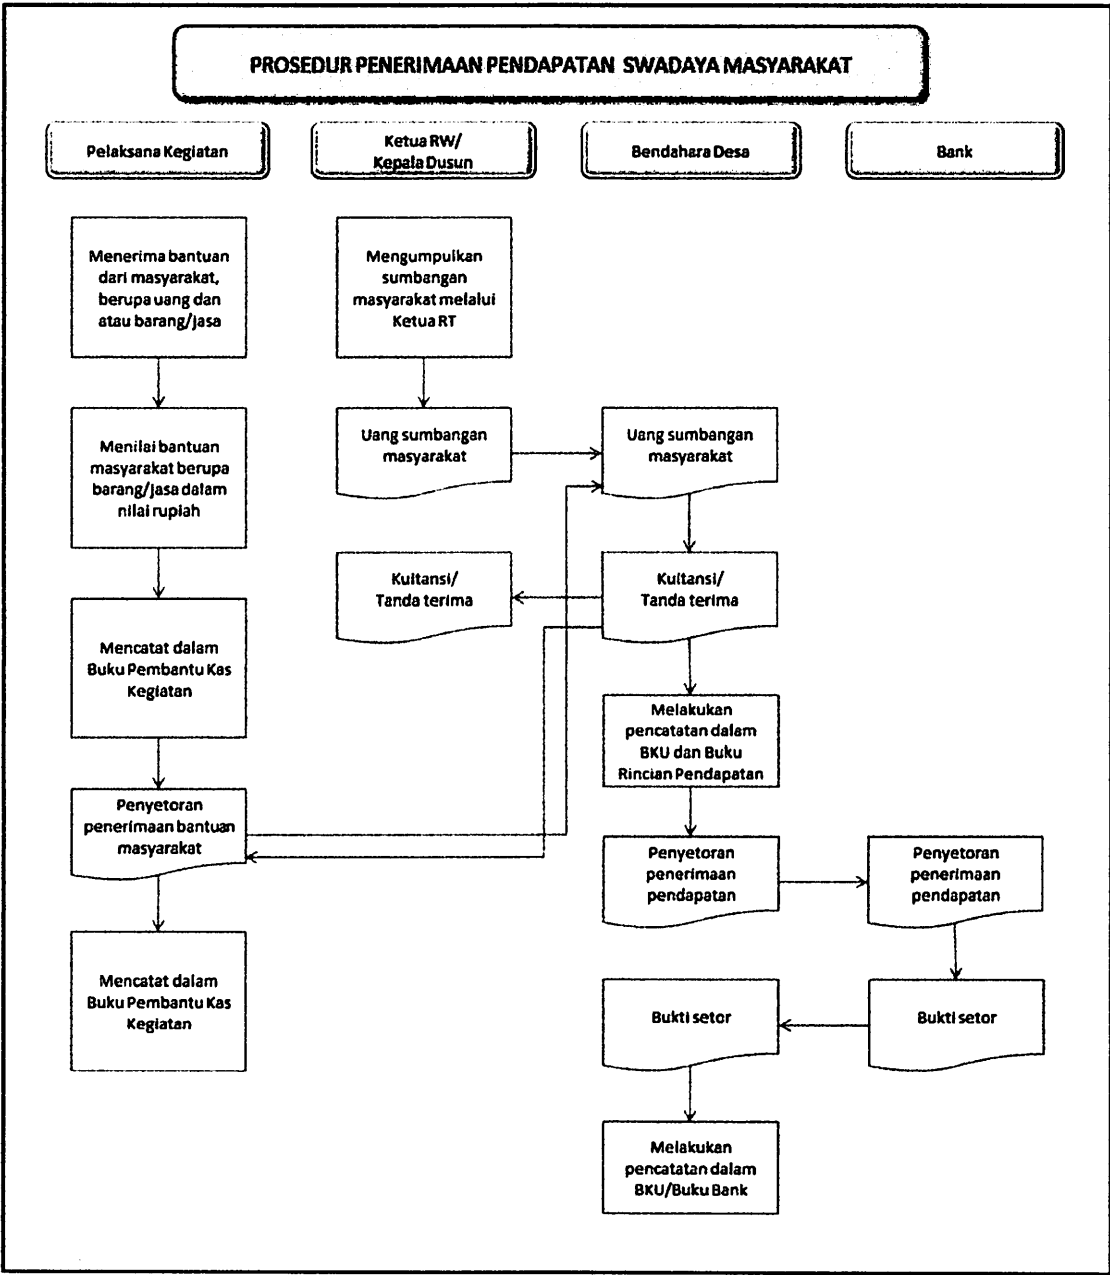 PROSEDUR PENERIMAAN PENDAPATAN SWADAYA MASYARAKAT
Pelaksana Kegiatan
Ketua RW/
Kepala Dusun
Bendahara Desa
Bank
Menerima bantuan
dari masyarakat,
berupa uang dan
atau barang/jasa
Menilai bantuan
masyarakat berupa
barang/jasa dalam
nilai rupiah
Mencatat dalam
Buku Pembantu Kas
Kegiatan
Penyetoran
penerimaan bantuan
masyarakat
Mencatat dalam
Buku Pembantu Kas
Kegiatan
Mengumpulkan
sumbangan
masyarakat melalui
Ketua RT
Uang sumbangan
masyarakat
Kuitansi/
Tanda terima
Uang sumbangan
masyarakat
Kuitansi/
Tanda terima
Melakukan
pencatatan dalam
BKU dan Buku
Rincian Pendapatan
Penyetoran
penerimaan
pendapatan
Bukti setor
Melakukan
pencatatan dalam
BKU/Buku Bank
Penyetoran
penerimaan
pendapatan
Bukti setor